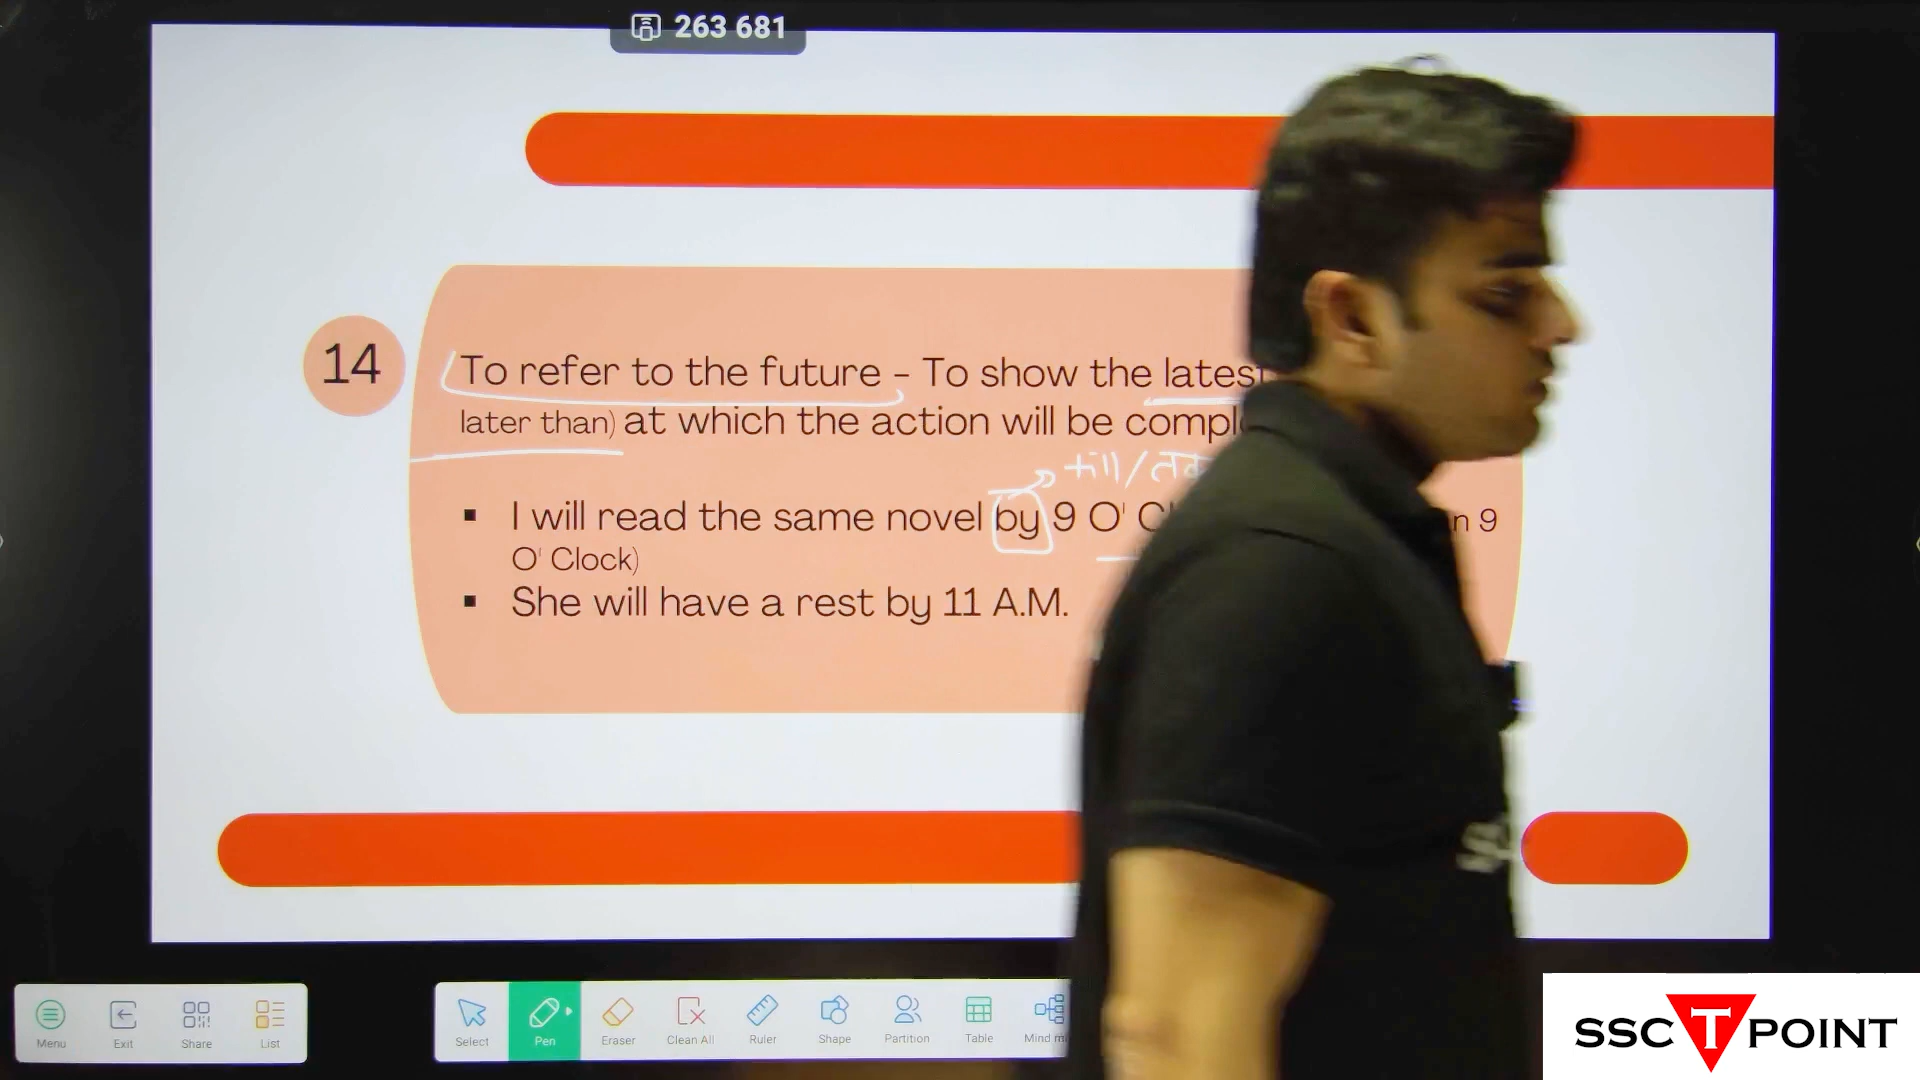 263 681
14
To refer to the future - To show the latest
later than) at which the action will be
till/तक
I will read the same novel by 9 O'
n 9
O' Clock)
She will have a rest by 11 A.M.
Menu
Exit
Share
List
Select
Pen
Eraser
Clean All
Ruler
Shape
Partition
Table
Mind
SSC T POINT